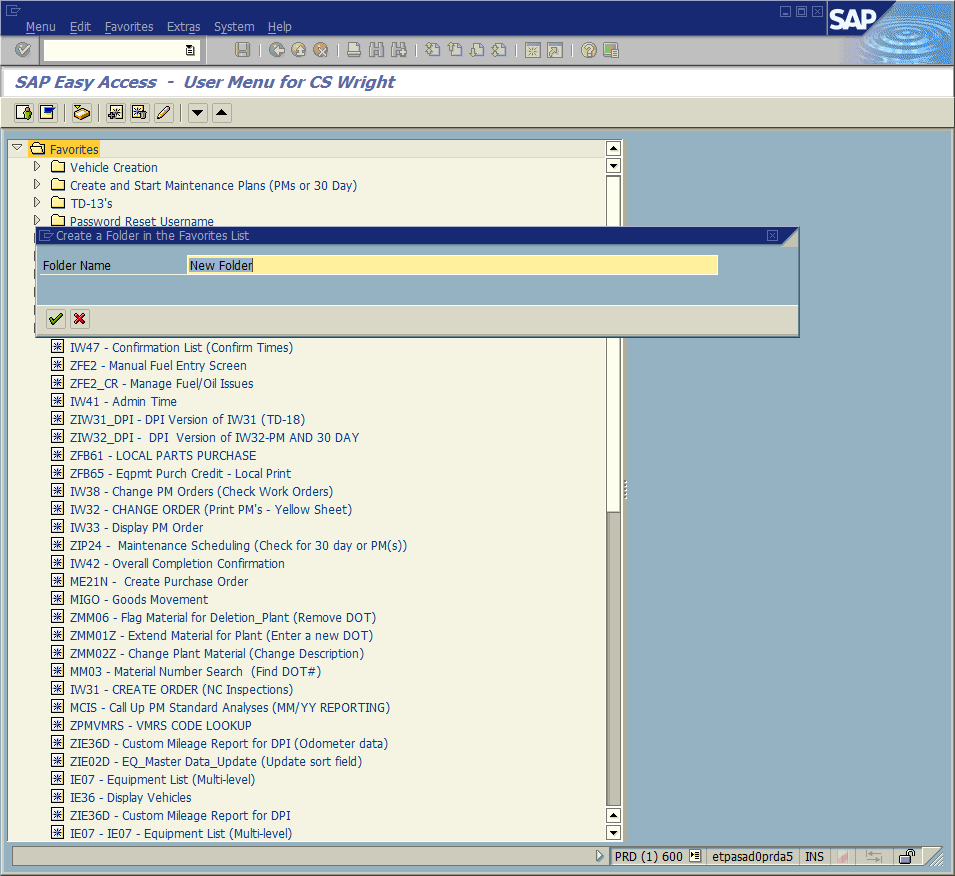 Menu Edit Favorites Extras System Help
SAP
SAP Easy Access - User Menu for CS Wright
Favorites
Vehicle Creation
Create and Start Maintenance Plans (PMs or 30 Day)
TD-13's
Password Reset Username
Create a Folder in the Favorites List
Folder Name New Folder
IW47 - Confirmation List (Confirm Times)
ZFE2 - Manual Fuel Entry Screen
ZFE2_CR - Manage Fuel/Oil Issues
IW41 - Admin Time
ZIW31_DPI - DPI Version of IW31 (TD-18)
ZIW32_DPI -  DPI  Version of IW32-PM AND 30 DAY
ZFB61 - LOCAL PARTS PURCHASE
ZFB65 - Eqpmt Purch Credit - Local Print
IW38 - Change PM Orders (Check Work Orders)
IW32 - CHANGE ORDER (Print PM's - Yellow Sheet)
IW33 - Display PM Order
ZIP24 -  Maintenance Scheduling (Check for 30 day or PM(s))
IW42 - Overall Completion Confirmation
ME21N -  Create Purchase Order
MIGO - Goods Movement
ZMM06 - Flag Material for Deletion_Plant (Remove DOT)
ZMM01Z - Extend Material for Plant (Enter a new DOT)
ZMM02Z - Change Plant Material (Change Description)
MM03 - Material Number Search  (Find DOT#)
IW31 - CREATE ORDER (NC Inspections)
MCIS - Call Up PM Standard Analyses (MM/YY REPORTING)
ZPMVMRS - VMRS CODE LOOKUP
ZIE36D - Custom Mileage Report for DPI (Odometer data)
ZIE02D - EQ_Master Data_Update (Update sort field)
IE07 - Equipment List (Multi-level)
IE36 - Display Vehicles
ZIE36D - Custom Mileage Report for DPI
IE07 - IE07 - Equipment List (Multi-level)
PRD (1) 600 etpasad0prda5 INS